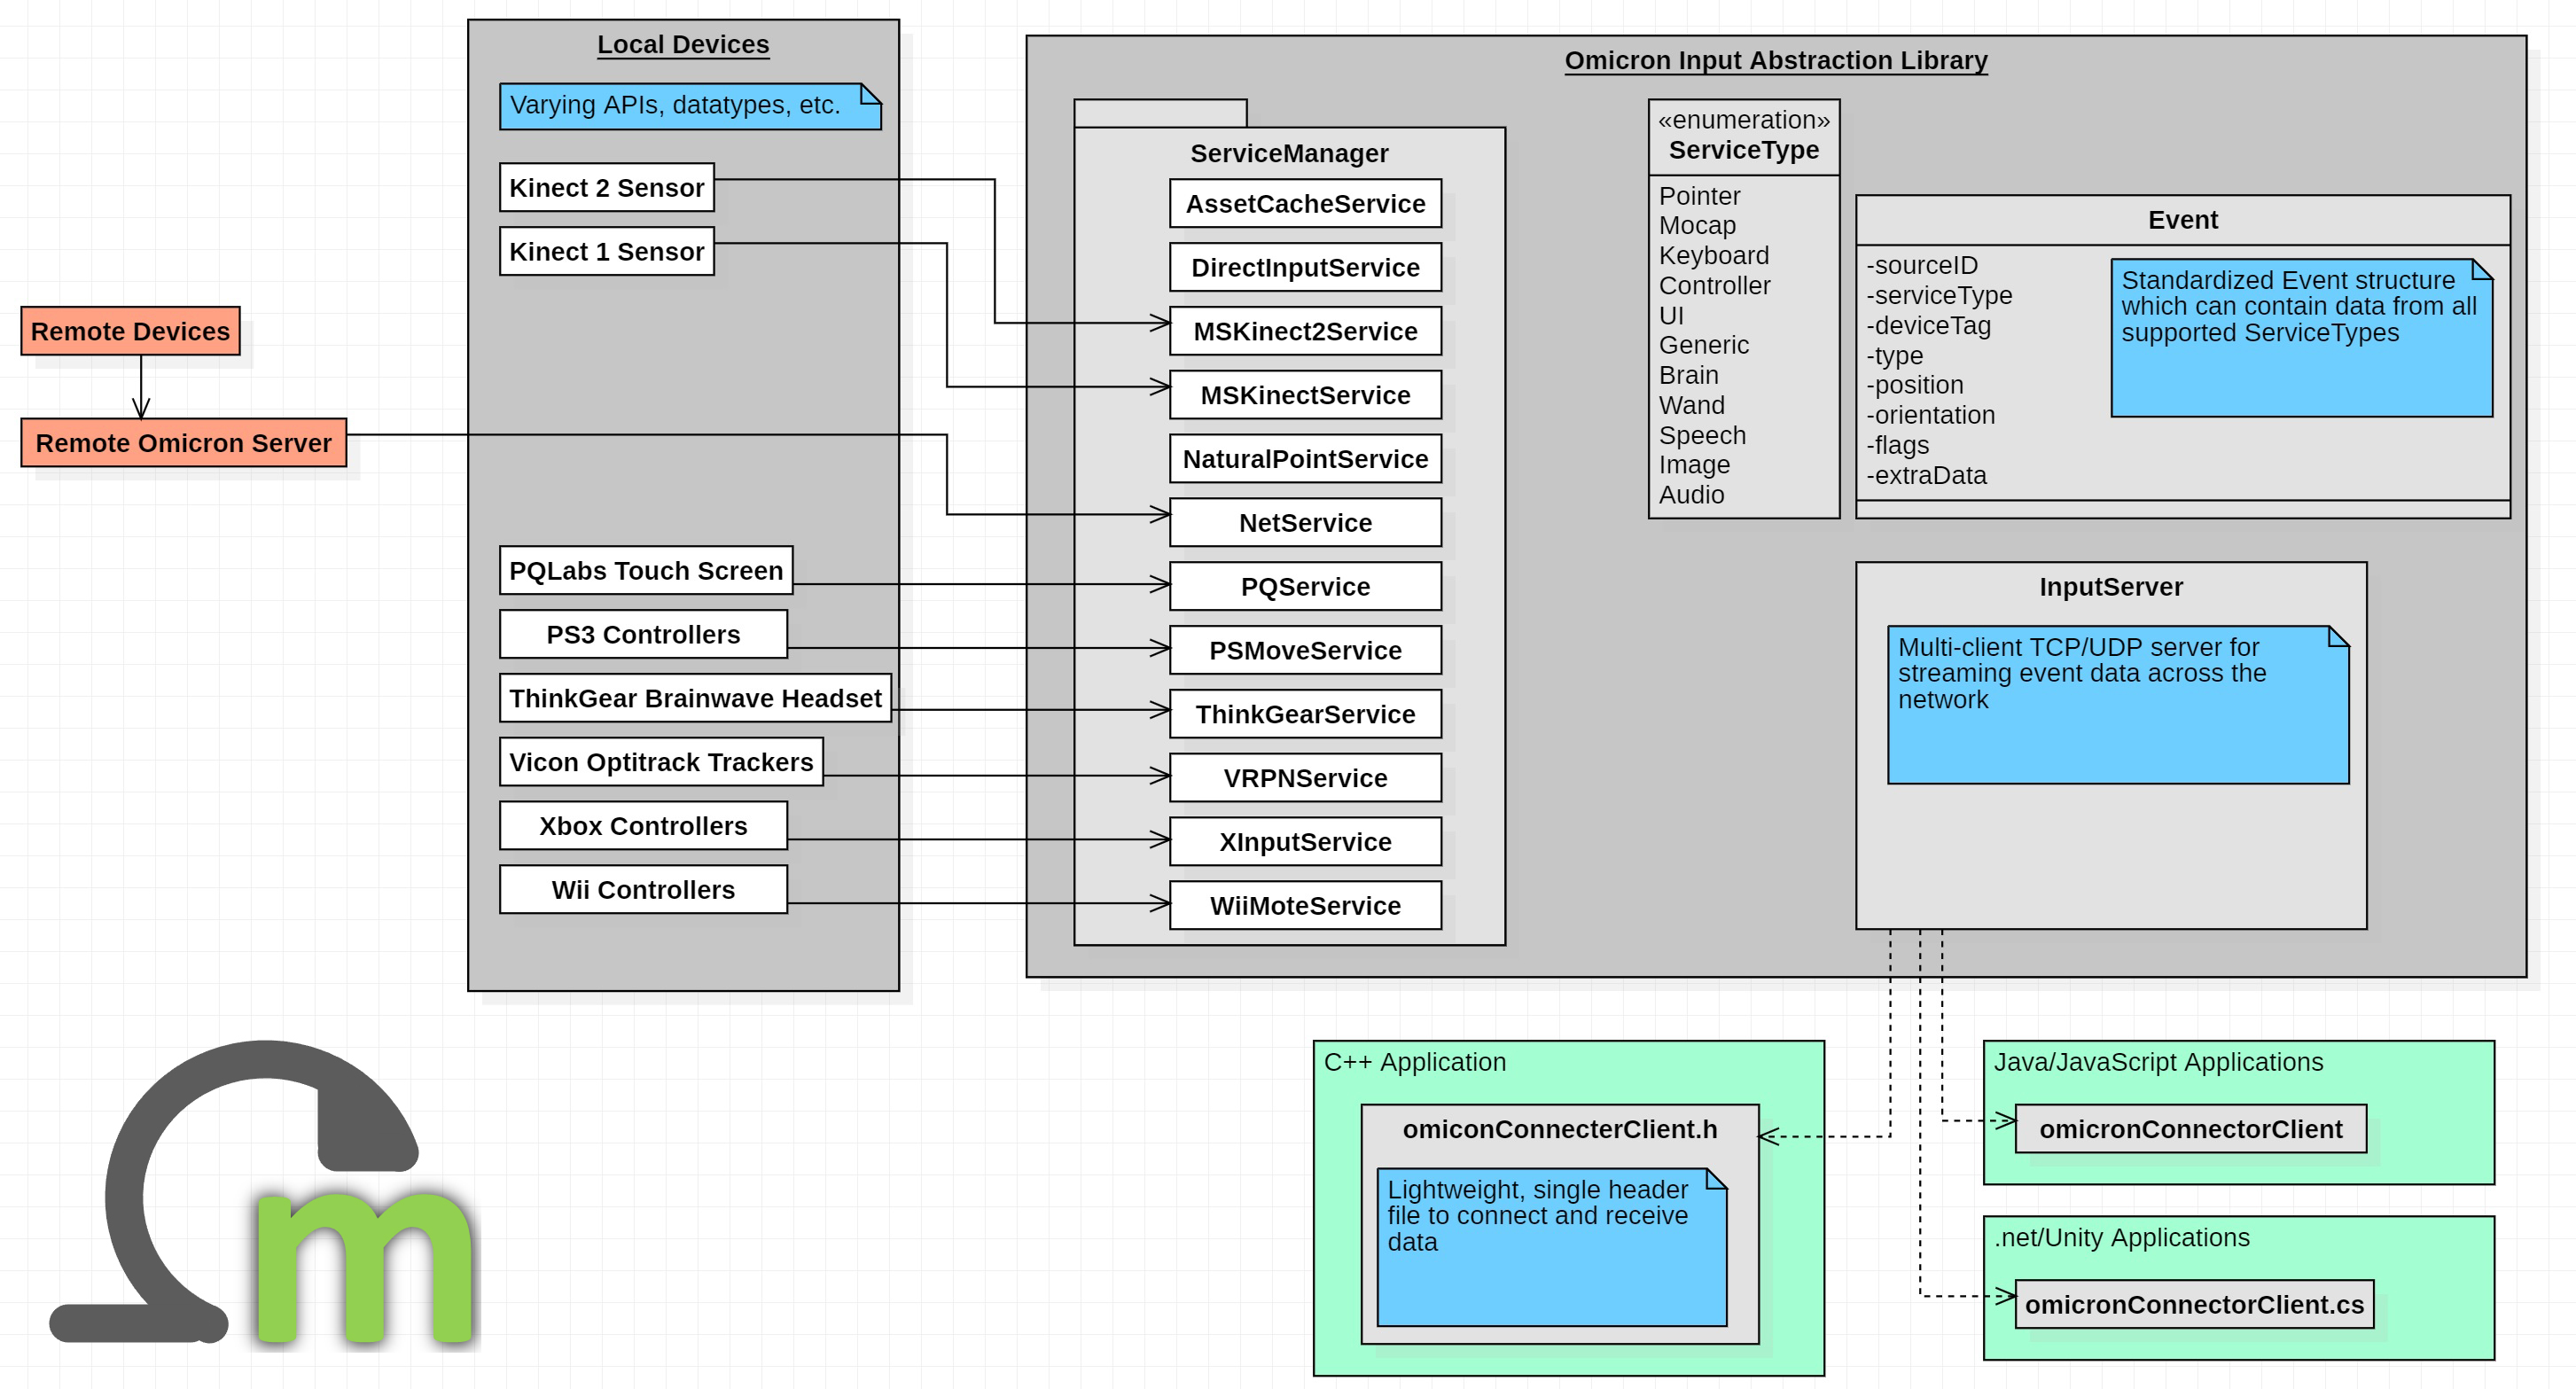 Local Devices
Varying APIs, datatypes, etc.
Kinect 2 Sensor
Kinect 1 Sensor
Remote Devices
Remote Omicron Server
PQLabs Touch Screen
PS3 Controllers
ThinkGear Brainwave Headset
Vicon Optitrack Trackers
Xbox Controllers
Wii Controllers
Omicron Input Abstraction Library
ServiceManager
AssetCacheService
DirectInputService
MSKinect2Service
MSKinectService
NaturalPointService
NetService
PQService
PSMoveService
ThinkGearService
VRPNService
XInputService
WiiMoteService
«enumeration»
ServiceType
Pointer
Mocap
Keyboard
Controller
UI
Generic
Brain
Wand
Speech
Image
Audio
Event
-sourceID
-serviceType
-deviceTag
-type
-position
-orientation
-flags
-extraData
Standardized Event structure
which can contain data from all
supported ServiceTypes
InputServer
Multi-client TCP/UDP server for
streaming event data across the
network
C++ Application
omiconConnecterClient.h
Lightweight, single header
file to connect and receive
data
Java/JavaScript Applications
omicronConnectorClient
.net/Unity Applications
omicronConnectorClient.cs
m